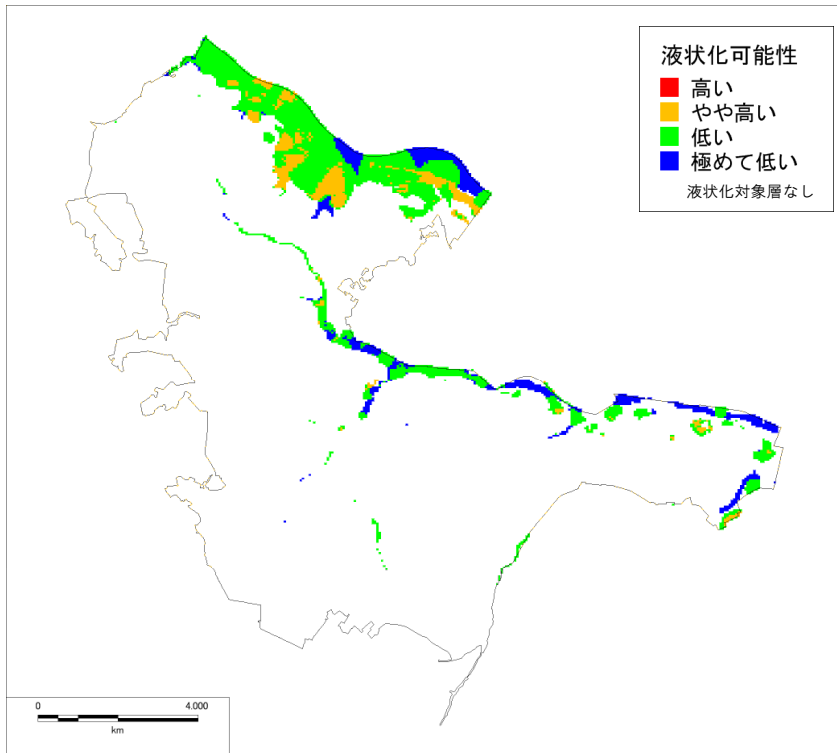 液状化可能性
高い
やや高い
低い
極めて低い
液状化対象層なし
0 4.000
km